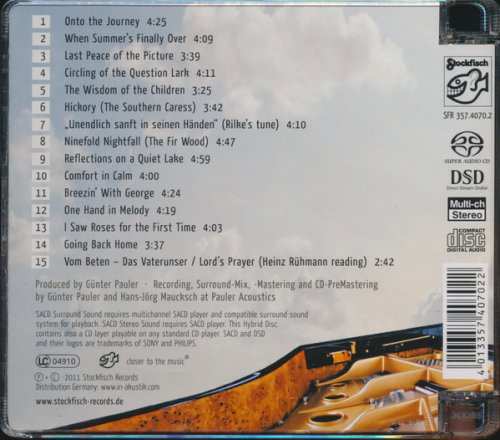 1 Onto the Journey 4:25
2 When Summer's Finally Over 4:09
3 Last Peace of the Picture 3:39
4 Circling of the Question Lark 4:11
5 The Wisdom of the Children 3:25
6 Hickory (The Southern Caress) 3:42
7 „Unendlich sanft in seinen Händen" (Rilke's tune) 4:10
8 Ninefold Nightfall (The Fir Wood) 4:47
9 Reflections on a Quiet Lake 4:59
10 Comfort in Calm 4:00
11 Breezin' With George 4:24
12 One Hand in Melody 4:19
13 I Saw Roses for the First Time 4:03
14 Going Back Home 3:37
15 Vom Beten – Das Vaterunser / Lord's Prayer (Heinz Rühmann reading) 2:42
Produced by Günter Pauler · Recording, Surround-Mix, -Mastering and CD-PreMastering
by Günter Pauler and Hans-Jörg Maucksch at Pauler Acoustics
SACD Surround Sound requires multichannel SACD player and compatible surround sound
system for playback. SACD Stereo Sound requires SACD player. This Hybrid Disc
contains also a CD layer playable on any standard CD player. SACD and DSD
and their logos are trademarks of SONY and PHILIPS.
LC 04910 closer to the music®
℗ + © · 2011 Stockfisch Records
Distribution Germany: www.in-akustik.com
www.stockfisch-records.de
Stockfisch
SFR 357.4070.2
SUPER AUDIO CD
DSD
Direct Stream Digital
Multi-ch
Stereo
COMPACT
disc
DIGITAL AUDIO
4 013357 407022